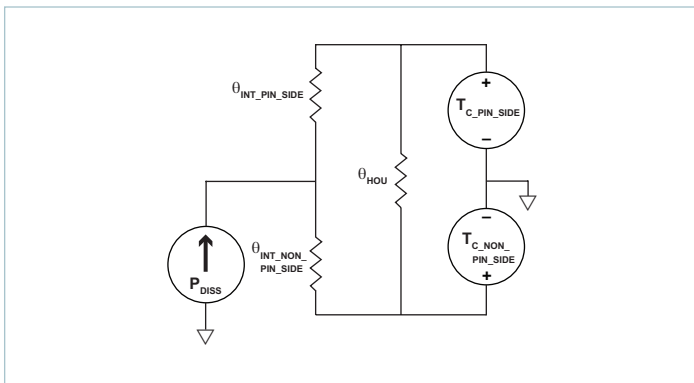 θINT_PIN_SIDE
+
TC_PIN_SIDE
–
θHOU
–
TC_NON_
PIN_SIDE
+
θINT_NON_
PIN_SIDE
PDISS